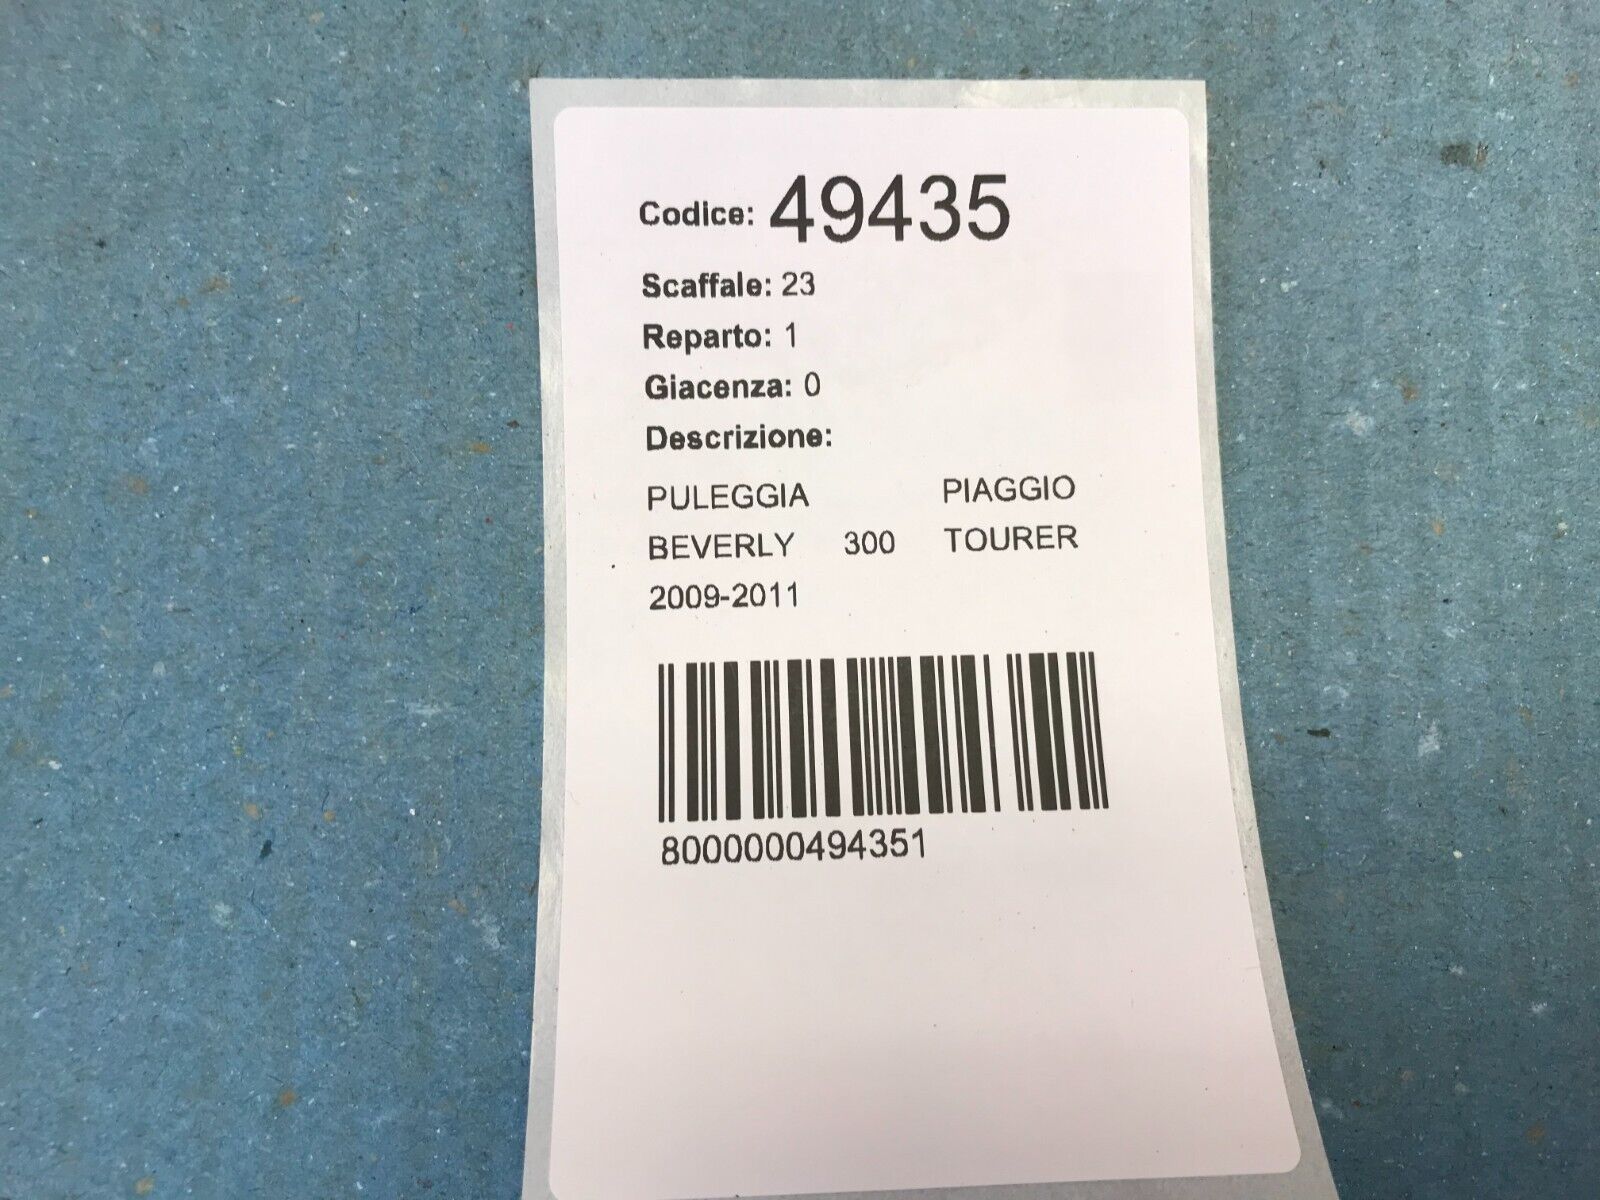 Codice: 49435
Scaffale: 23
Reparto: 1
Giacenza: 0
Descrizione:
PULEGGIA PIAGGIO
BEVERLY 300 TOURER
2009-2011
8000000494351